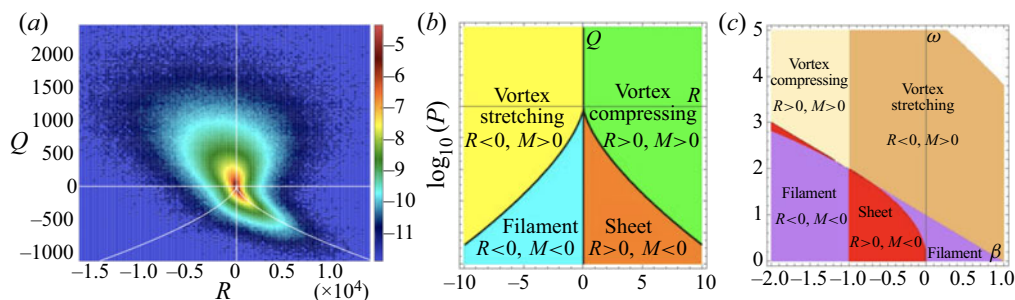 (a)
2000
1500
1000
Q
500
0
−500
−1000
−1.5
−1.0
−0.5
0
0.5
1.0
R
(×10⁴)
−5
−6
−7
−8
−9
−10
−11
log₁₀(P)
(b)
Q
R
Vortex
stretching
R<0, M>0
Vortex
compressing
R>0, M>0
Filament
R<0, M<0
Sheet
R>0, M<0
−10
−5
0
5
10
(c)
5
4
3
2
1
0
ω
Vortex
compressing
R>0, M>0
Vortex
stretching
R<0, M>0
Filament
R<0, M<0
Sheet
R>0, M<0
Filament
β
−2.0
−1.5
−1.0
−0.5
0.0
0.5
1.0